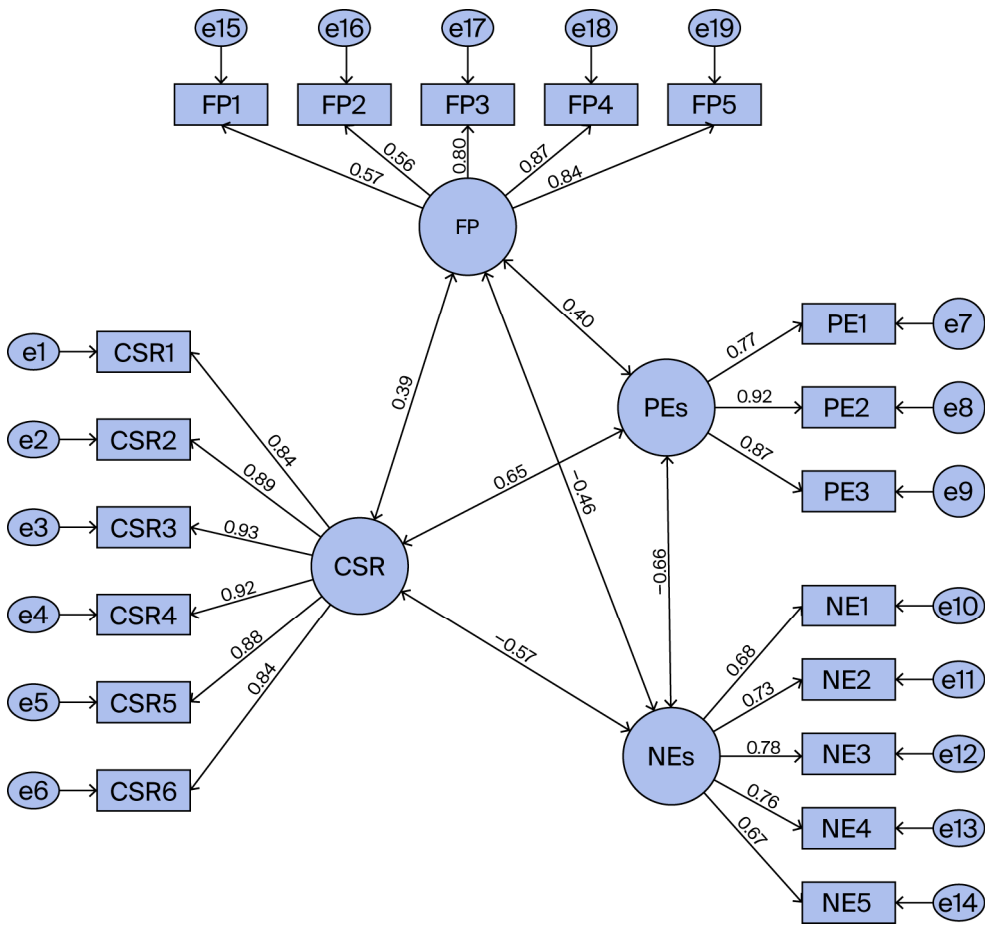 e15 e16 e17 e18 e19
FP1 FP2 FP3 FP4 FP5
0.57 0.56 0.80 0.87 0.84
FP
0.40
0.39
−0.46
0.65
−0.66
−0.57
e1 CSR1
e2 CSR2
e3 CSR3
e4 CSR4
e5 CSR5
e6 CSR6
0.84
0.89
0.93
0.92
0.88
0.84
CSR
PEs
0.77
0.92
0.87
PE1 e7
PE2 e8
PE3 e9
NEs
0.68
0.73
0.78
0.76
0.67
NE1 e10
NE2 e11
NE3 e12
NE4 e13
NE5 e14